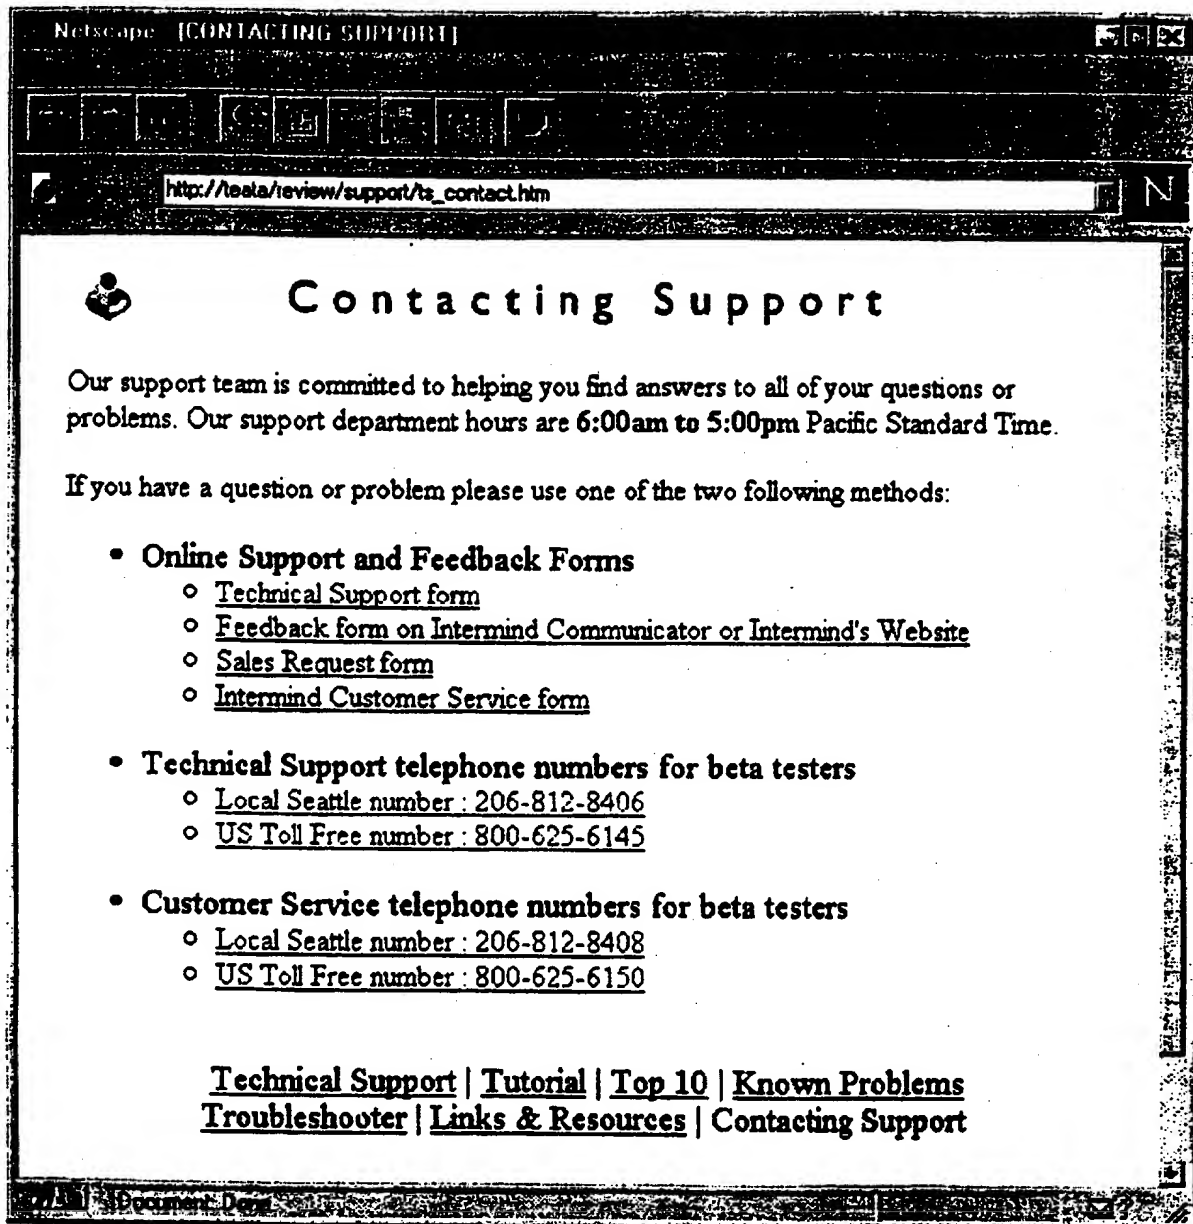 Netscape [CONTACTING SUPPORT]
http://teata/review/support/ts_contact.htm
N
Contacting Support
Our support team is committed to helping you find answers to all of your questions or
problems. Our support department hours are 6:00am to 5:00pm Pacific Standard Time.
If you have a question or problem please use one of the two following methods:
• Online Support and Feedback Forms
o Technical Support form
o Feedback form on Intermind Communicator or Intermind's Website
o Sales Request form
o Intermind Customer Service form
• Technical Support telephone numbers for beta testers
o Local Seattle number : 206-812-8406
o US Toll Free number : 800-625-6145
• Customer Service telephone numbers for beta testers
o Local Seattle number : 206-812-8408
o US Toll Free number : 800-625-6150
Technical Support | Tutorial | Top 10 | Known Problems
Troubleshooter | Links & Resources | Contacting Support
Document: Done